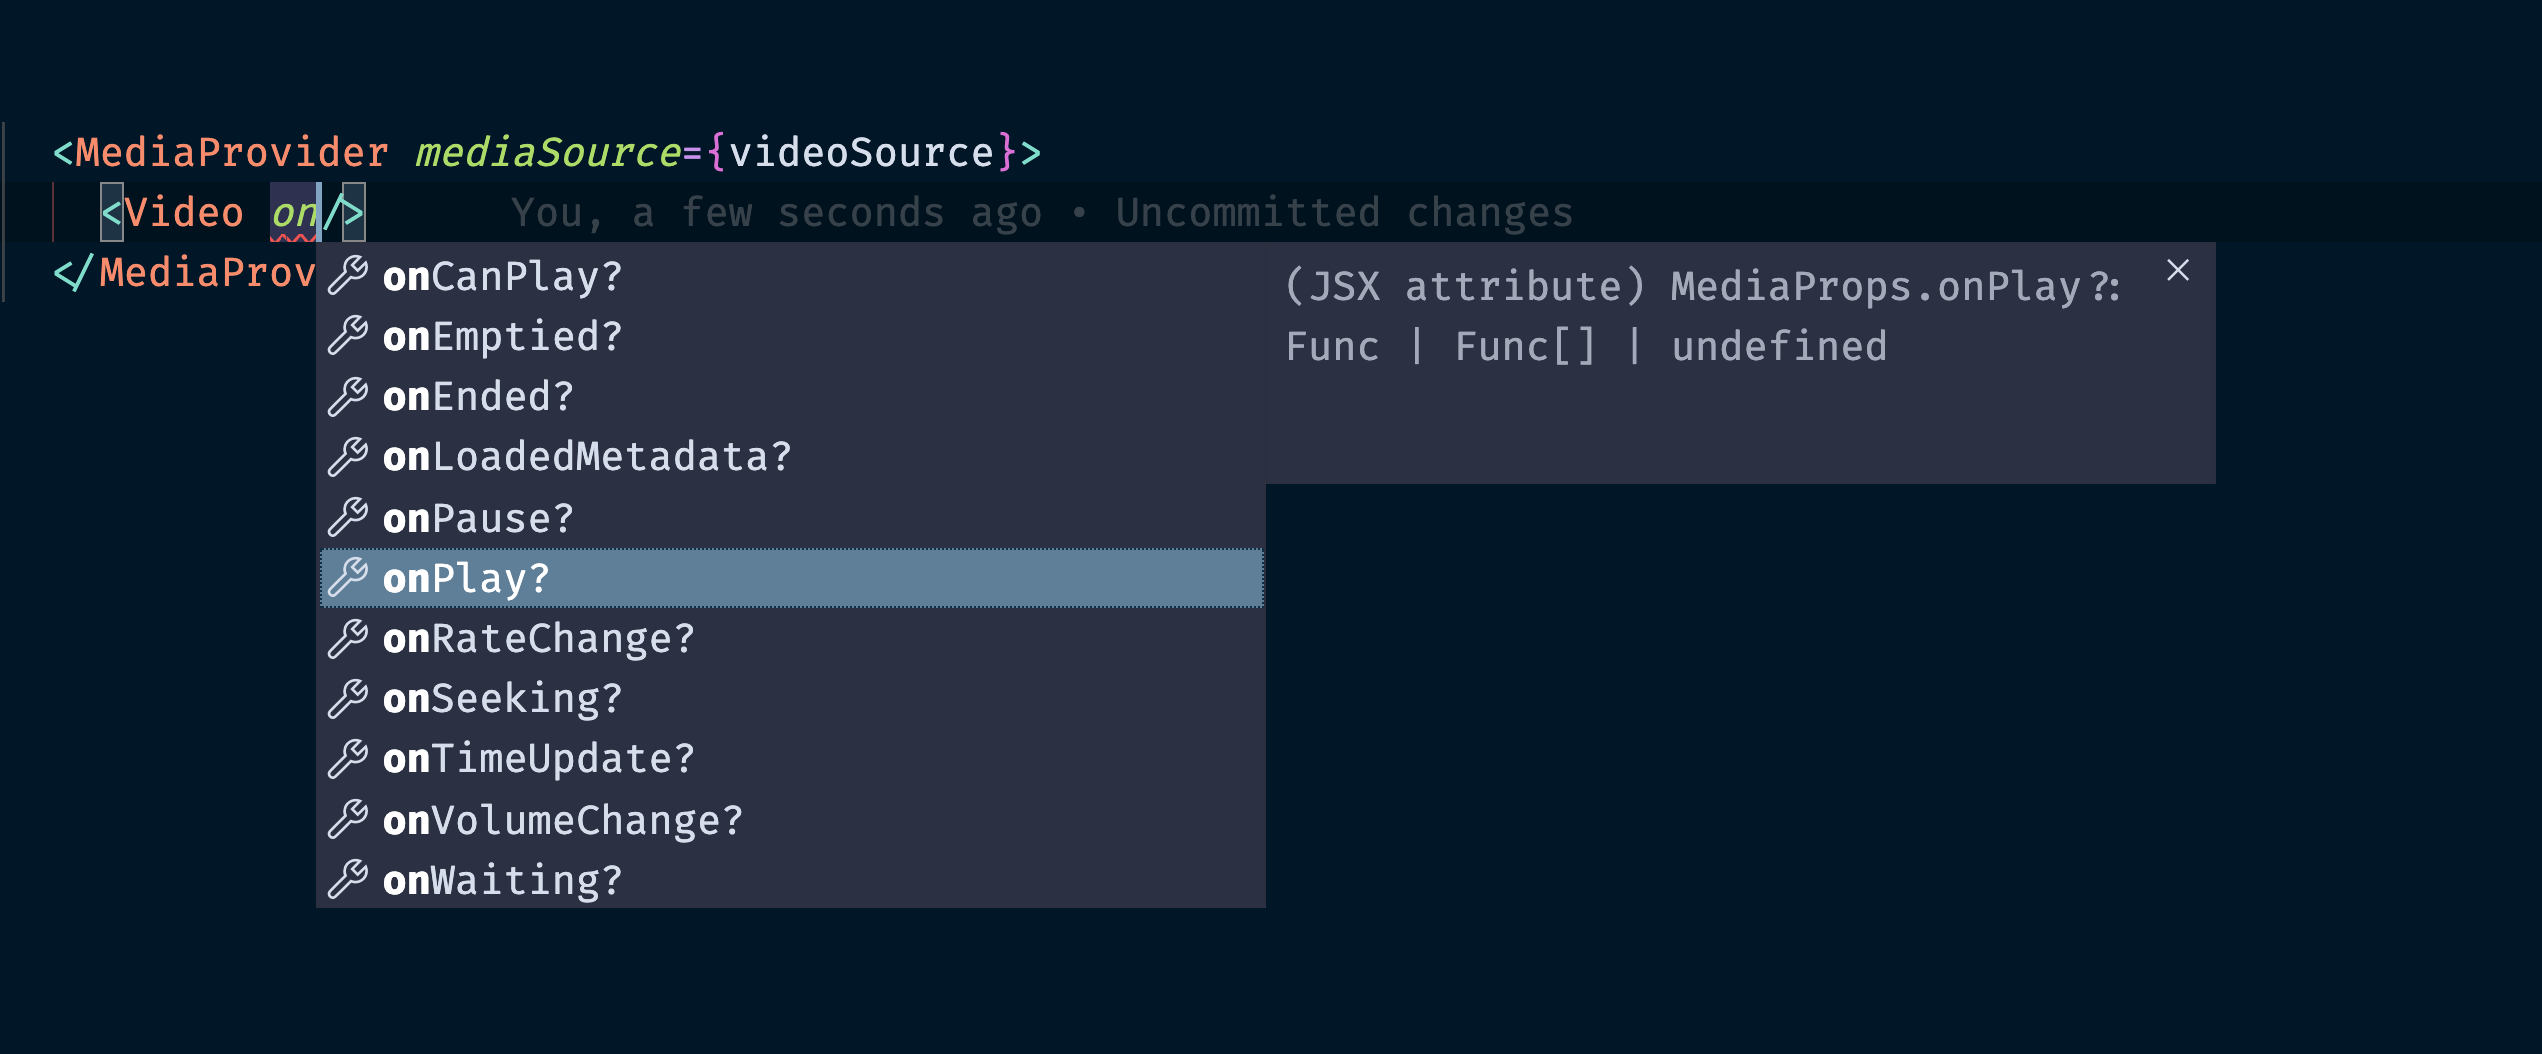 <MediaProvider mediaSource={videoSource}>
<Video on/> You, a few seconds ago • Uncommitted changes
</MediaProv
onCanPlay?
onEmptied?
onEnded?
onLoadedMetadata?
onPause?
onPlay?
onRateChange?
onSeeking?
onTimeUpdate?
onVolumeChange?
onWaiting?
(JSX attribute) MediaProps.onPlay?:
Func | Func[] | undefined